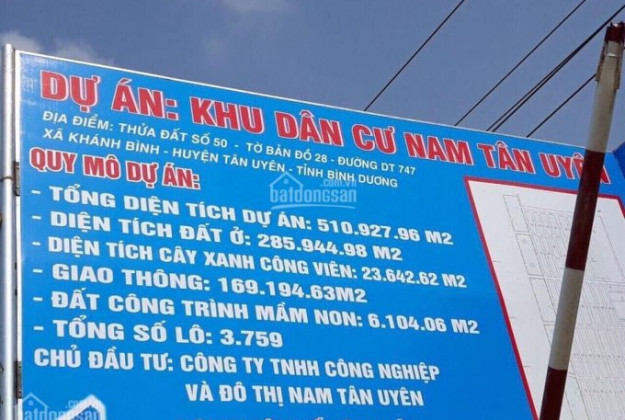 DỰ ÁN: KHU DÂN CƯ NAM TÂN UYÊN
ĐỊA ĐIỂM: THỬA ĐẤT SỐ 50 - TỜ BẢN ĐỒ 28 - ĐƯỜNG DT 747
XÃ KHÁNH BÌNH - HUYỆN TÂN UYÊN - TỈNH BÌNH DƯƠNG
QUY MÔ DỰ ÁN:
- TỔNG DIỆN TÍCH DỰ ÁN: 510.927.96 M2
- DIỆN TÍCH ĐẤT Ở: 285.944.98 M2
- DIỆN TÍCH CÂY XANH CÔNG VIÊN: 23.642.62 M2
- GIAO THÔNG: 169.194.63M2
- ĐẤT CÔNG TRÌNH MẦM NON: 6.104.06 M2
- TỔNG SỐ LÔ: 3.759
CHỦ ĐẦU TƯ: CÔNG TY TNHH CÔNG NGHIỆP
VÀ ĐÔ THỊ NAM TÂN UYÊN
batdongsan.com.vn
batdongsan